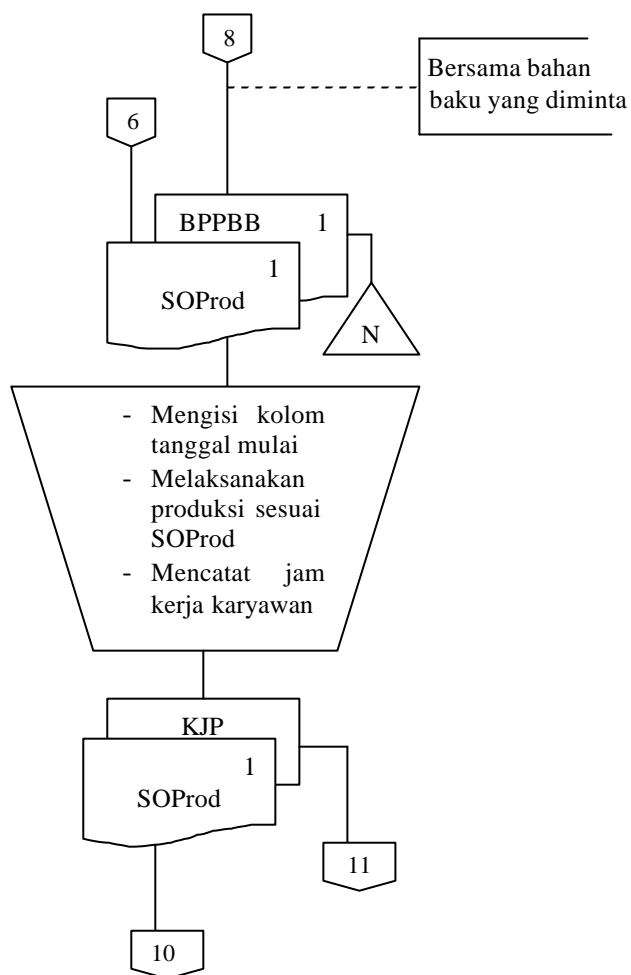 8
Bersama bahan
baku yang diminta
6
BPPBB 1
1
SOProd
N
- Mengisi kolom
tanggal mulai
- Melaksanakan
produksi sesuai
SOProd
- Mencatat jam
kerja karyawan
KJP
1
SOProd
11
10